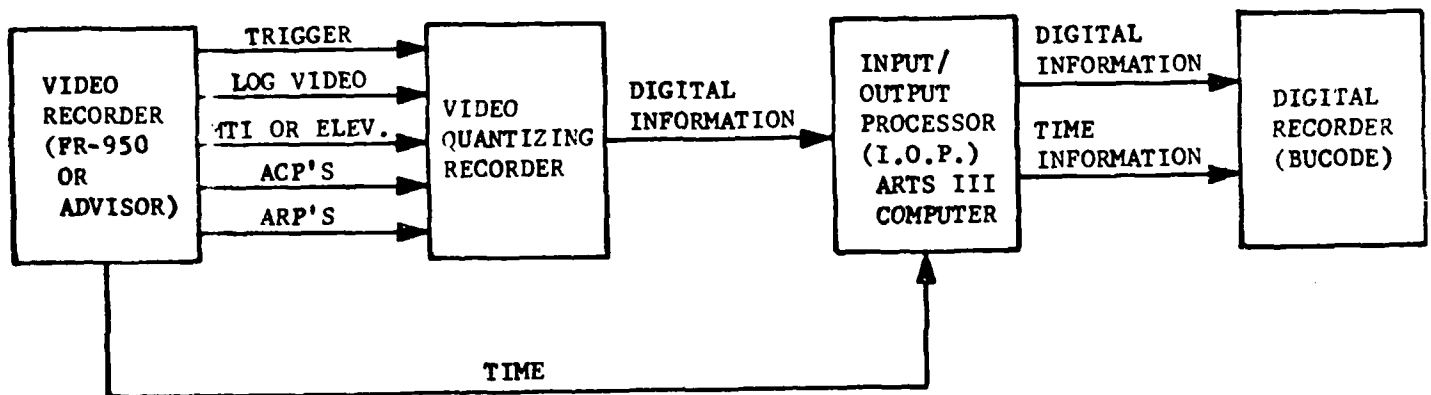 VIDEO
RECORDER
(FR-950
OR
ADVISOR)
TRIGGER
LOG VIDEO
MTI OR ELEV.
ACP'S
ARP'S
VIDEO
QUANTIZING
RECORDER
DIGITAL
INFORMATION
INPUT/
OUTPUT
PROCESSOR
(I.O.P.)
ARTS III
COMPUTER
DIGITAL
INFORMATION
TIME
INFORMATION
DIGITAL
RECORDER
(BUCODE)
TIME